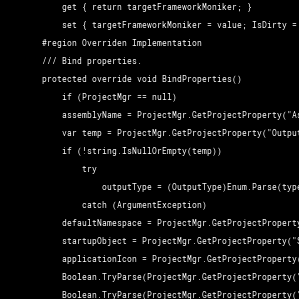 get { return targetFrameworkMoniker; }
set { targetFrameworkMoniker = value; IsDirty =
#region Overriden Implementation
/// Bind properties.
protected override void BindProperties()
if (ProjectMgr == null)
assemblyName = ProjectMgr.GetProjectProperty("As
var temp = ProjectMgr.GetProjectProperty("Output
if (!string.IsNullOrEmpty(temp))
try
outputType = (OutputType)Enum.Parse(type
catch (ArgumentException)
defaultNamespace = ProjectMgr.GetProjectProperty
startupObject = ProjectMgr.GetProjectProperty("S
applicationIcon = ProjectMgr.GetProjectProperty(
Boolean.TryParse(ProjectMgr.GetProjectProperty("
Boolean.TryParse(ProjectMgr.GetProjectProperty("